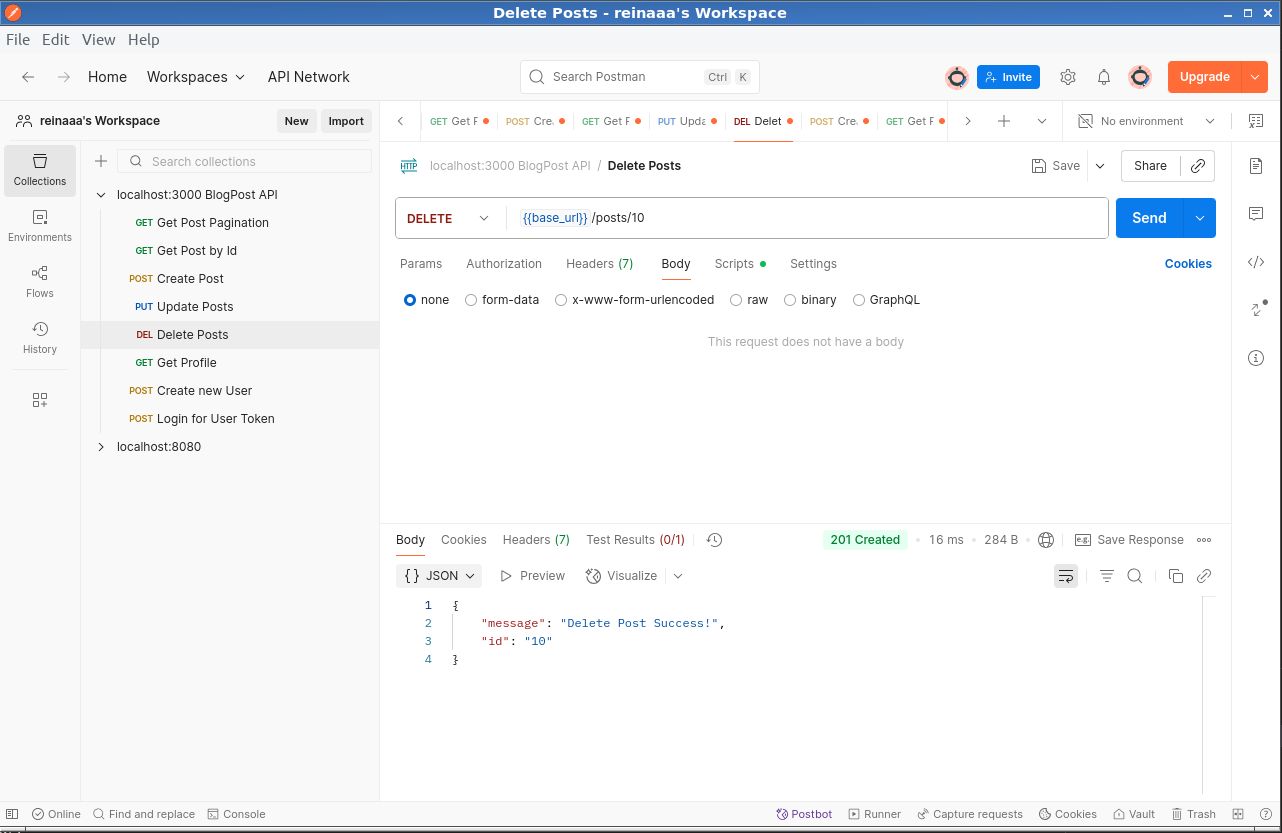 Delete Posts - reinaaa's Workspace
File Edit View Help
Home Workspaces API Network Search Postman Ctrl K Invite Upgrade
reinaaa's Workspace New Import
GET Get F POST Cre. GET Get F PUT Upda DEL Delet POST Cre. GET Get F No environment
Collections
Environments
Flows
History
Search collections
localhost:3000 BlogPost API
GET Get Post Pagination
GET Get Post by Id
POST Create Post
PUT Update Posts
DEL Delete Posts
GET Get Profile
POST Create new User
POST Login for User Token
localhost:8080
HTTP localhost:3000 BlogPost API / Delete Posts Save Share
DELETE {{base_url}} /posts/10 Send
Params Authorization Headers (7) Body Scripts Settings Cookies
none form-data x-www-form-urlencoded raw binary GraphQL
This request does not have a body
Body Cookies Headers (7) Test Results (0/1) 201 Created 16 ms 284 B e.g. Save Response
{} JSON Preview Visualize
1 {
2 "message": "Delete Post Success!",
3 "id": "10"
4 }
Online Find and replace Console Postbot Runner Capture requests Cookies Vault Trash